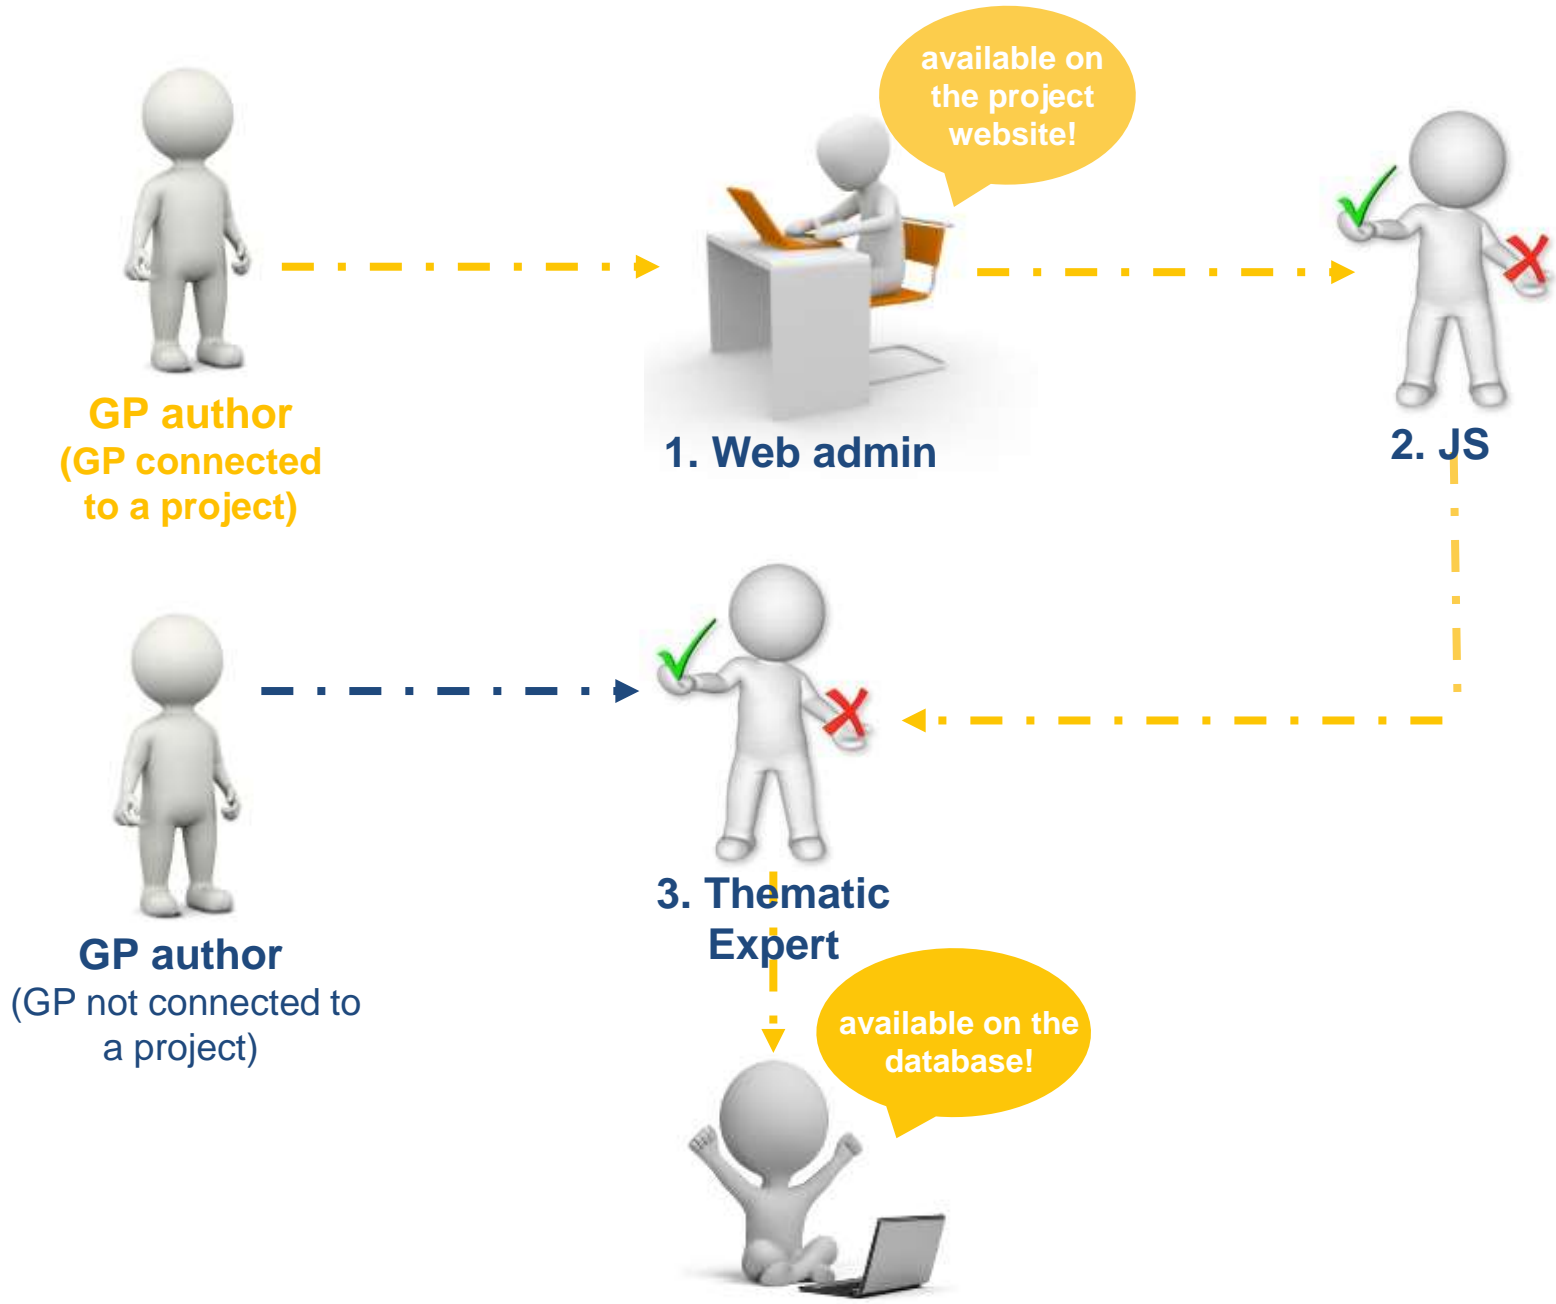 available on
the project
website!
GP author
(GP connected
to a project)
1. Web admin
2. JS
GP author
(GP not connected to
a project)
3. Thematic
Expert
available on the
database!